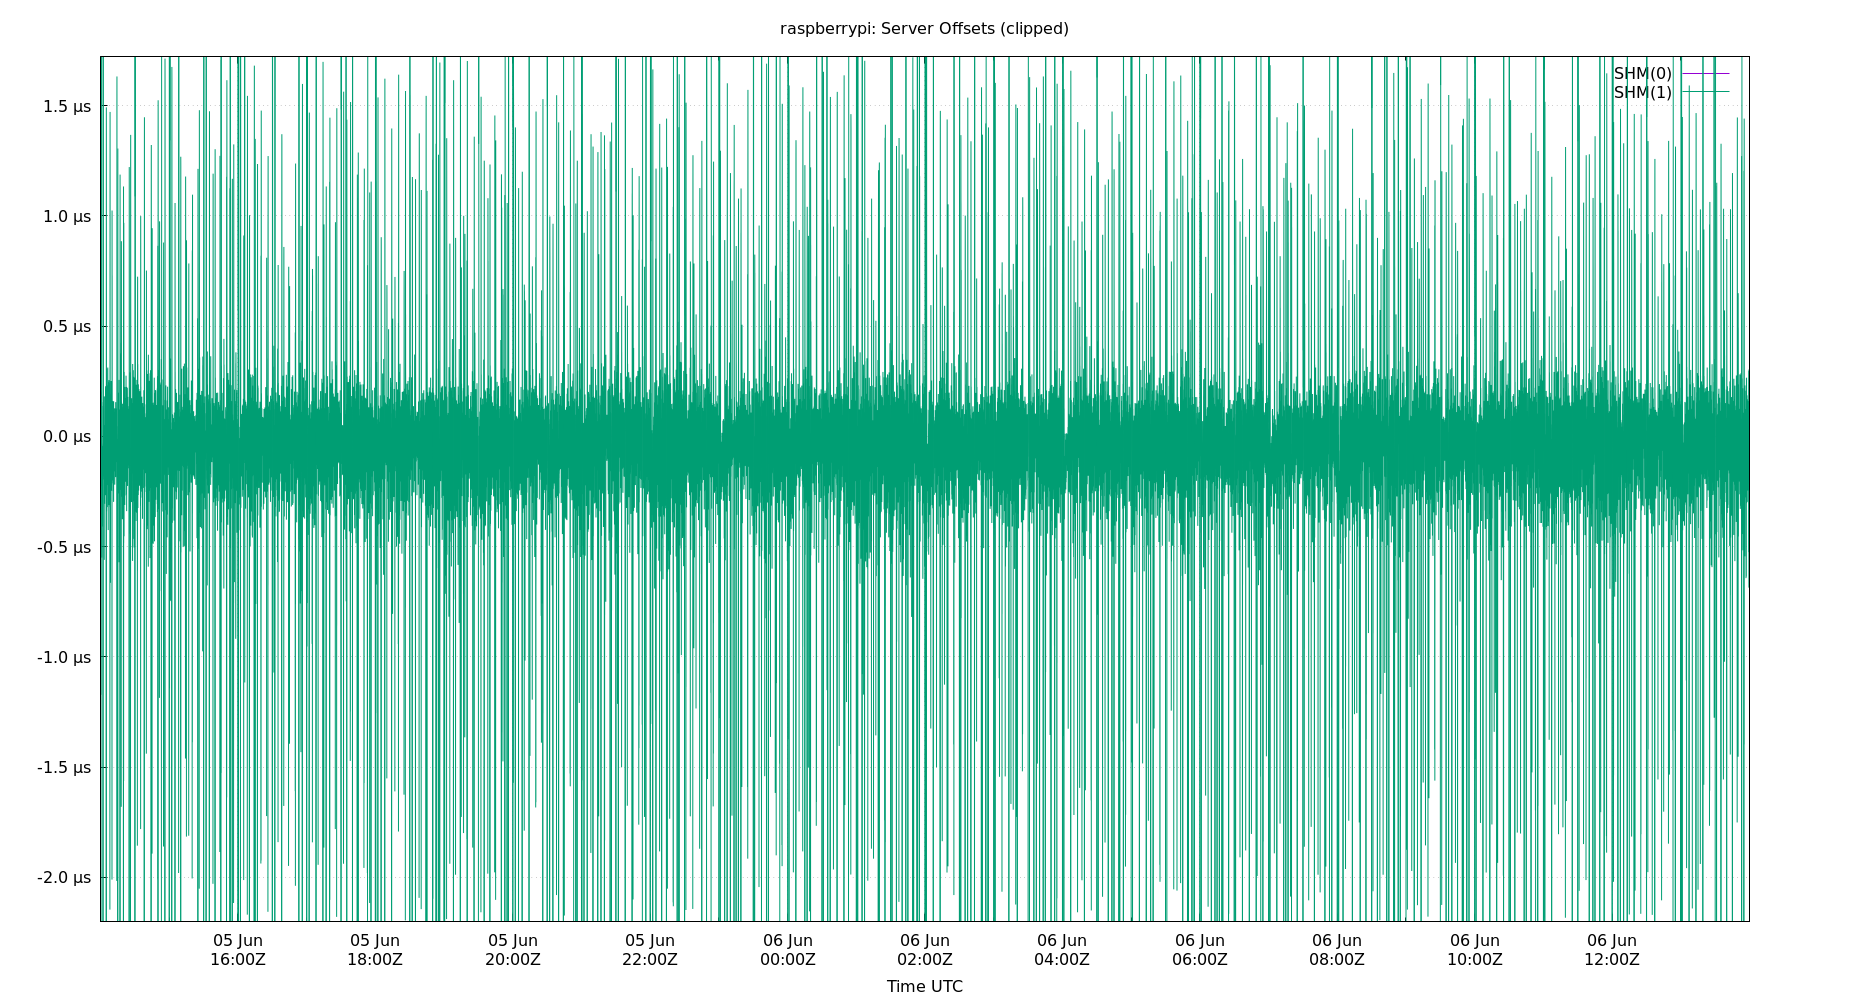 raspberrypi: Server Offsets (clipped)
SHM(0)
SHM(1)
1.5 µs
1.0 µs
0.5 µs
0.0 µs
-0.5 µs
-1.0 µs
-1.5 µs
-2.0 µs
05 Jun 05 Jun 05 Jun 05 Jun 06 Jun 06 Jun 06 Jun 06 Jun 06 Jun 06 Jun 06 Jun
16:00Z 18:00Z 20:00Z 22:00Z 00:00Z 02:00Z 04:00Z 06:00Z 08:00Z 10:00Z 12:00Z
Time UTC